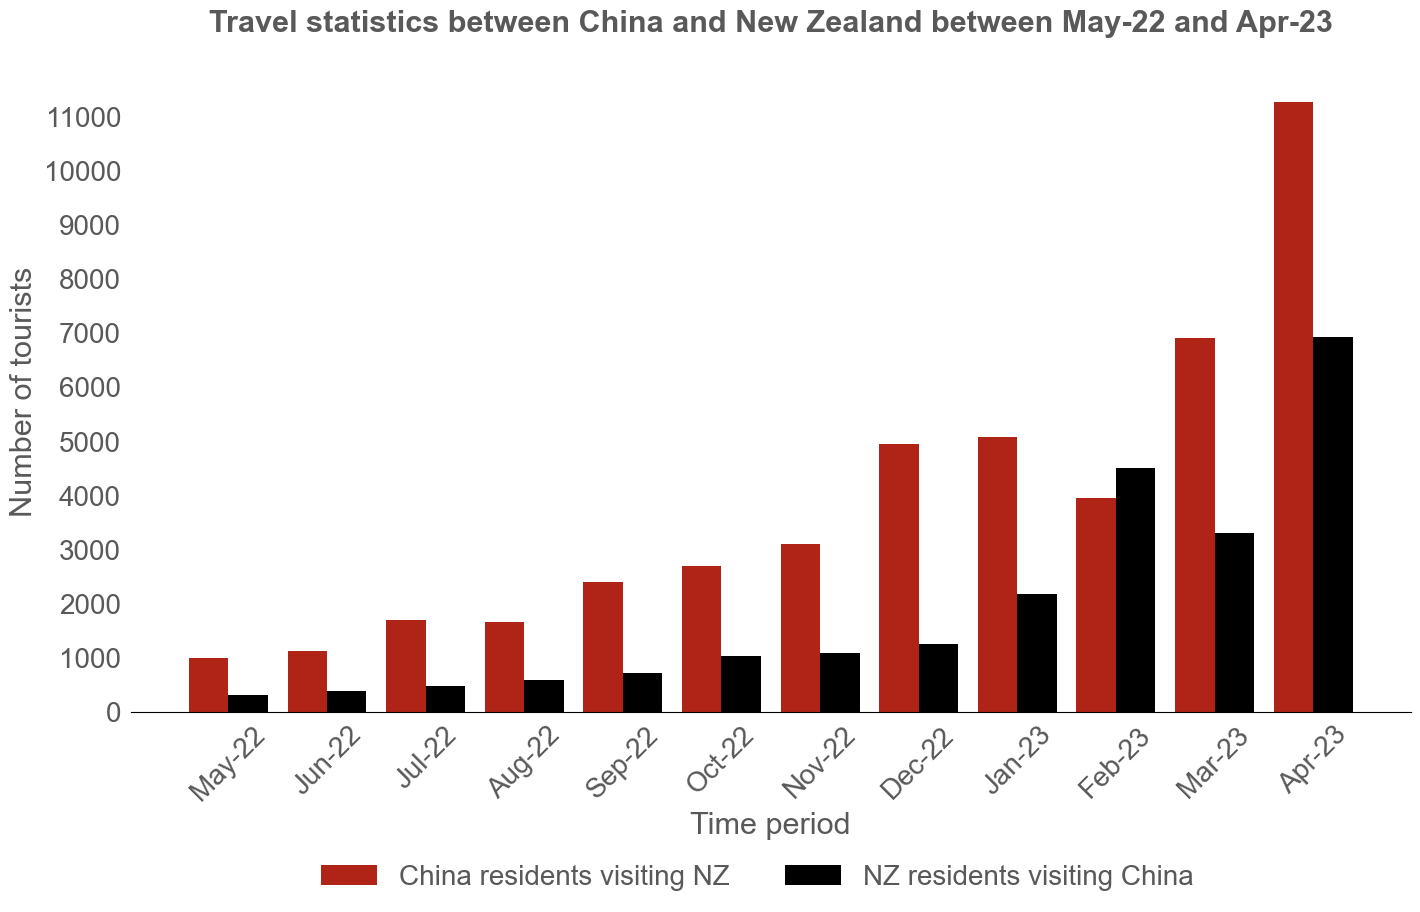 Travel statistics between China and New Zealand between May-22 and Apr-23
11000
10000
9000
8000
7000
6000
5000
4000
3000
2000
1000
0
Number of tourists
May-22
Jun-22
Jul-22
Aug-22
Sep-22
Oct-22
Nov-22
Dec-22
Jan-23
Feb-23
Mar-23
Apr-23
Time period
China residents visiting NZ
NZ residents visiting China